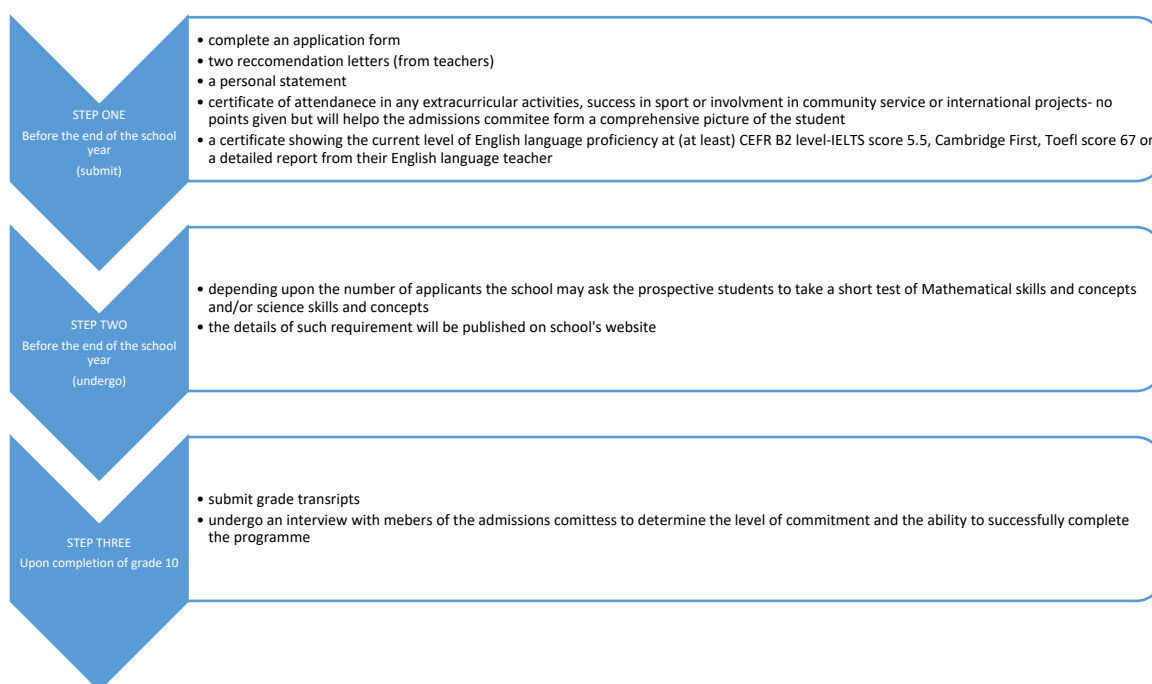 STEP ONE
Before the end of the school
year
(submit)
• complete an application form
• two reccomendation letters (from teachers)
• a personal statement
• certificate of attendanece in any extracurricular activities, success in sport or involvment in community service or international projects- no
points given but will helpo the admissions commitee form a comprehensive picture of the student
• a certificate showing the current level of English language proficiency at (at least) CEFR B2 level-IELTS score 5.5, Cambridge First, Toefl score 67 or
a detailed report from their English language teacher
STEP TWO
Before the end of the school
year
(undergo)
• depending upon the number of applicants the school may ask the prospective students to take a short test of Mathematical skills and concepts
and/or science skills and concepts
• the details of such requirement will be published on school's website
STEP THREE
Upon completion of grade 10
• submit grade transripts
• undergo an interview with mebers of the admissions comittess to determine the level of commitment and the ability to successfully complete
the programme